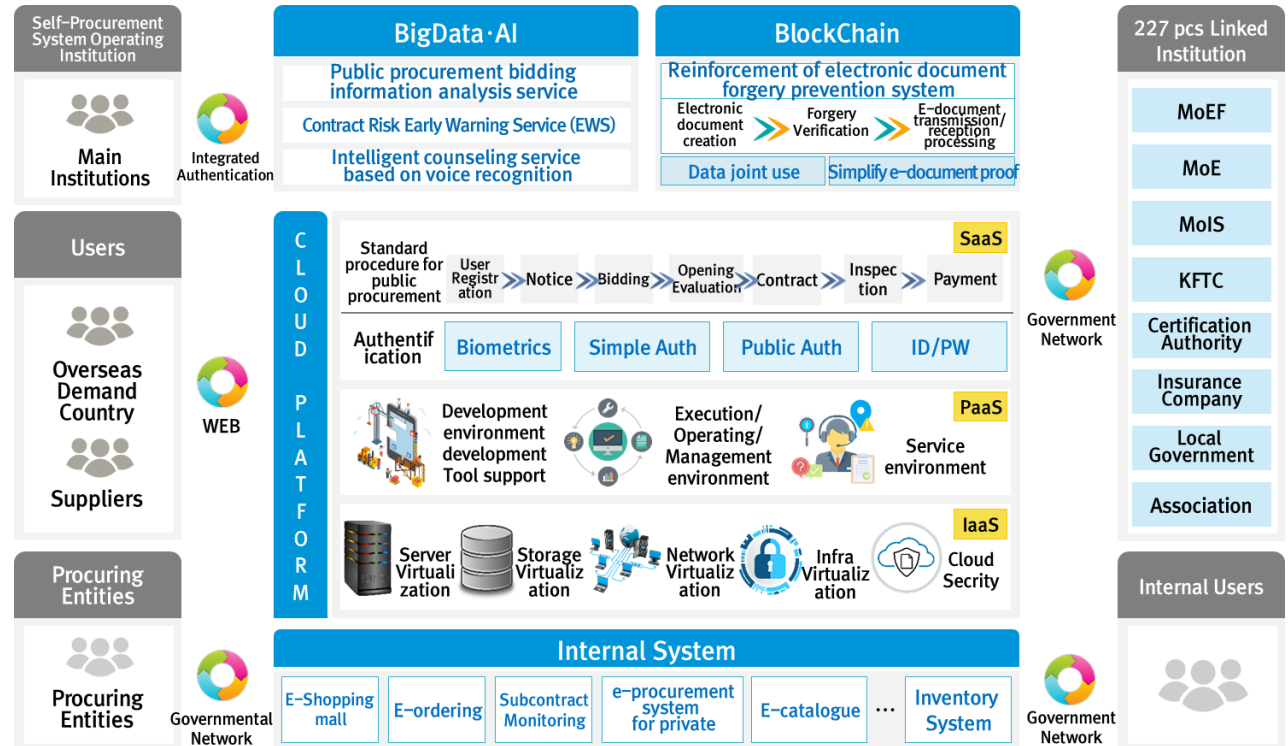 Self-Procurement
System Operating
Institution
Main
Institutions
Integrated
Authentication
BigData·AI
Public procurement bidding
information analysis service
Contract Risk Early Warning Service (EWS)
Intelligent counseling service
based on voice recognition
BlockChain
Reinforcement of electronic document
forgery prevention system
Electronic
document
creation
Forgery
Verification
E-document
transmission/
reception
processing
Data joint use
Simplify e-document proof
227 pcs Linked
Institution
MoEF
MoE
MoIS
KFTC
Certification
Authority
Insurance
Company
Local
Government
Association
Users
Overseas
Demand
Country
Suppliers
WEB
CLOUD PLATFORM
SaaS
Standard
procedure for
public
procurement
User
Registr
ation
Notice
Bidding
Opening
Evaluation
Contract
Inspec
tion
Payment
Authentif
ication
Biometrics
Simple Auth
Public Auth
ID/PW
PaaS
Development
environment
development
Tool support
Execution/
Operating/
Management
environment
Service
environment
IaaS
Server
Virtuali
zation
Storage
Virtualiz
ation
Network
Virtualiz
ation
Infra
Virtualiz
ation
Cloud
Secrity
Government
Network
Procuring
Entities
Procuring
Entities
Governmental
Network
Internal System
E-Shopping
mall
E-ordering
Subcontract
Monitoring
e-procurement
system
for private
E-catalogue
...
Inventory
System
Government
Network
Internal Users